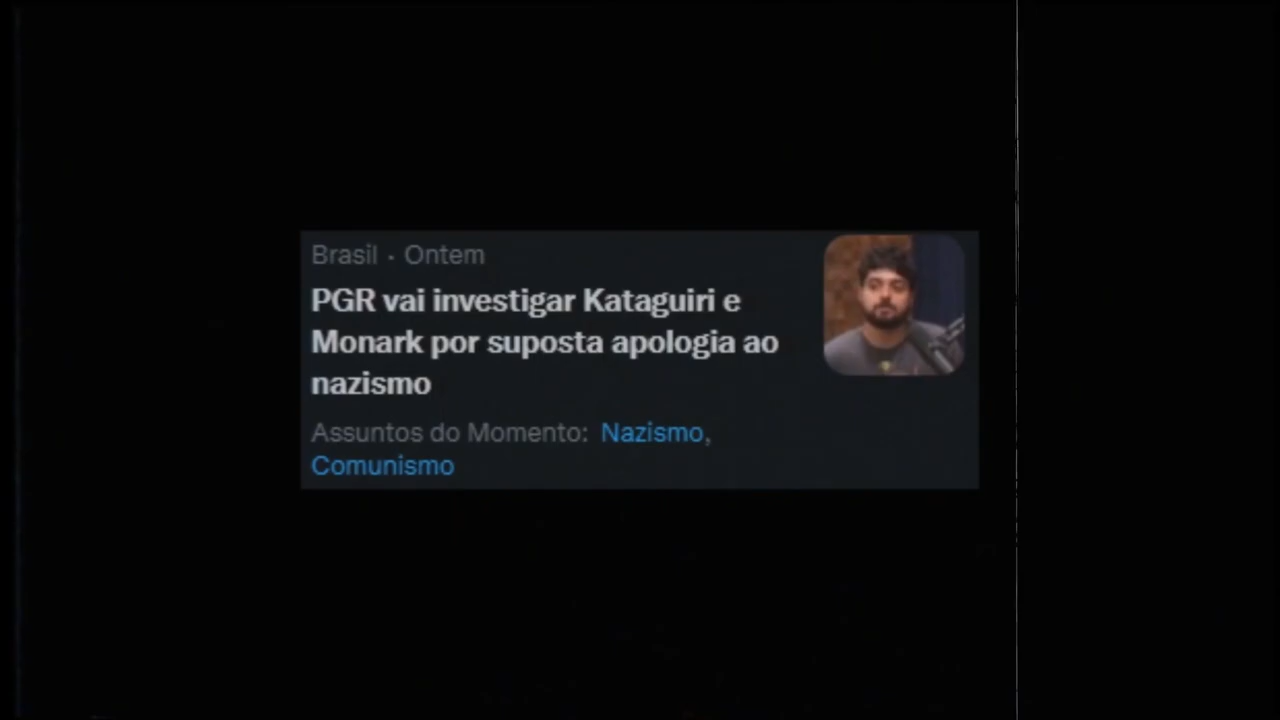 Brasil · Ontem
PGR vai investigar Kataguiri e
Monark por suposta apologia ao
nazismo
Assuntos do Momento: Nazismo,
Comunismo